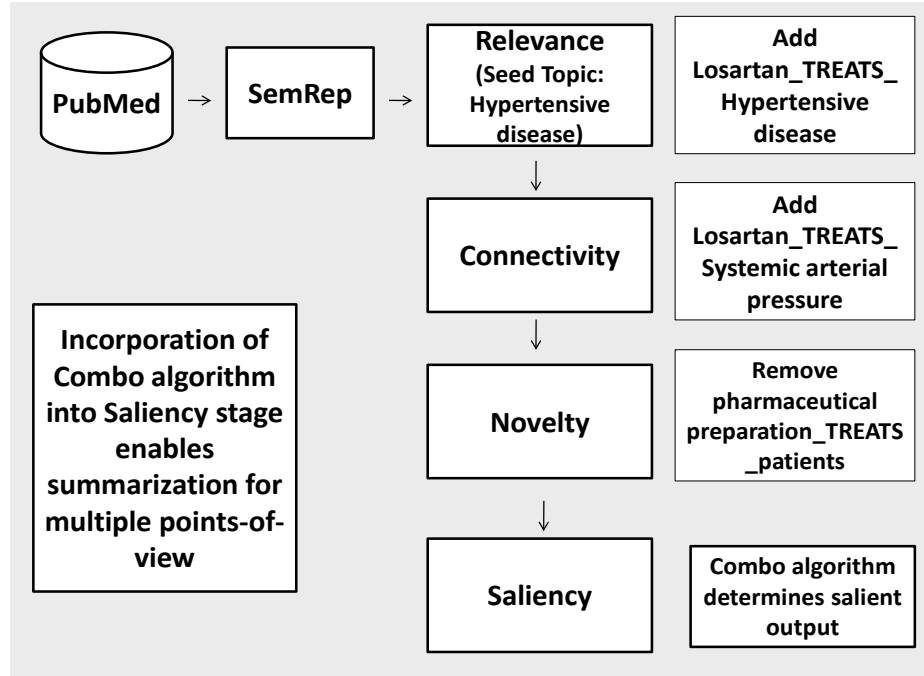 PubMed
SemRep
Relevance
(Seed Topic:
Hypertensive
disease)
Add
Losartan_TREATS_
Hypertensive
disease
Connectivity
Add
Losartan_TREATS_
Systemic arterial
pressure
Incorporation of
Combo algorithm
into Saliency stage
enables
summarization for
multiple points-of-
view
Novelty
Remove
pharmaceutical
preparation_TREATS
_patients
Saliency
Combo algorithm
determines salient
output